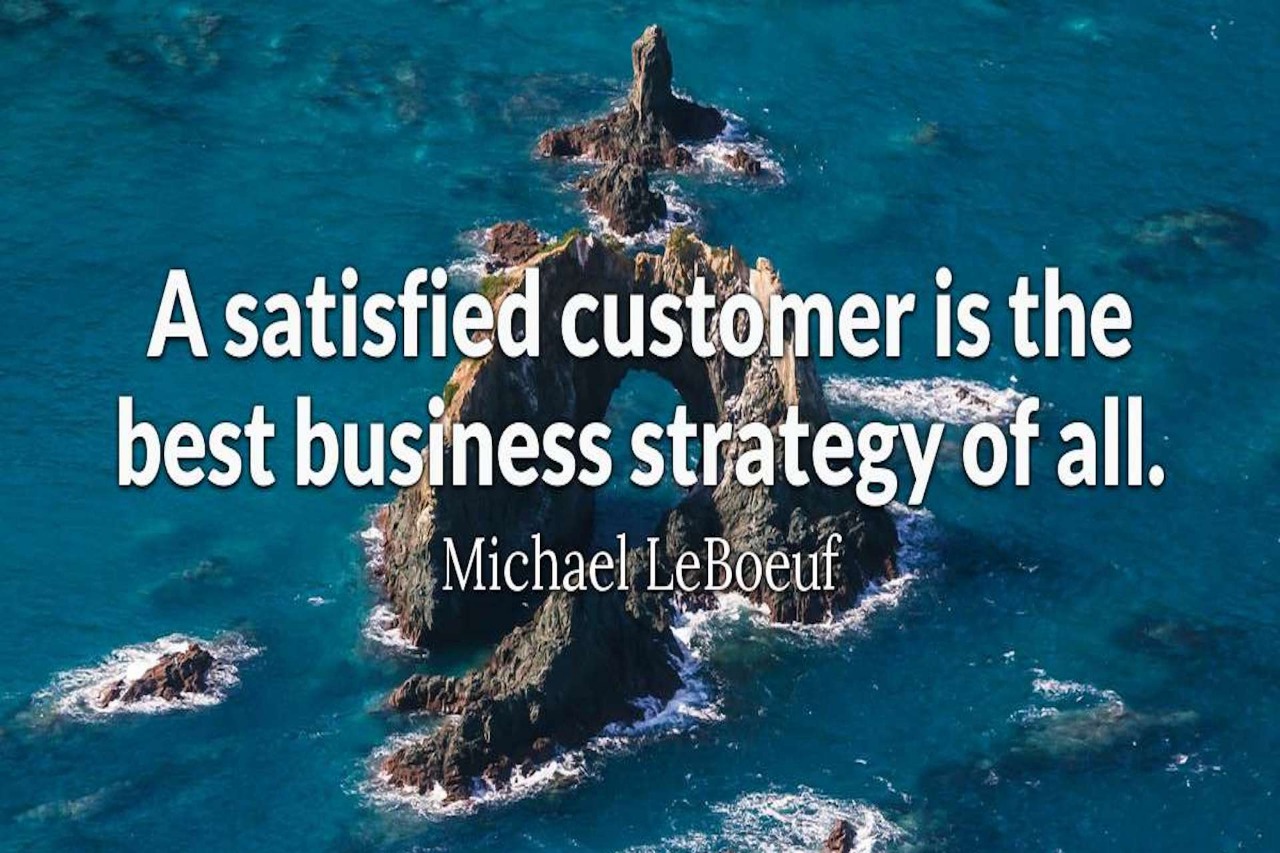 A satisfied customer is the
best business strategy of all.
Michael LeBoeuf